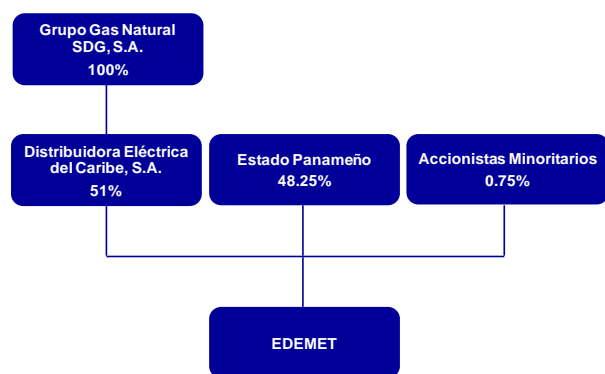 Grupo Gas Natural
SDG, S.A.
100%
Distribuidora Eléctrica
del Caribe, S.A.
51%
Estado Panameño
48.25%
Accionistas Minoritarios
0.75%
EDEMET